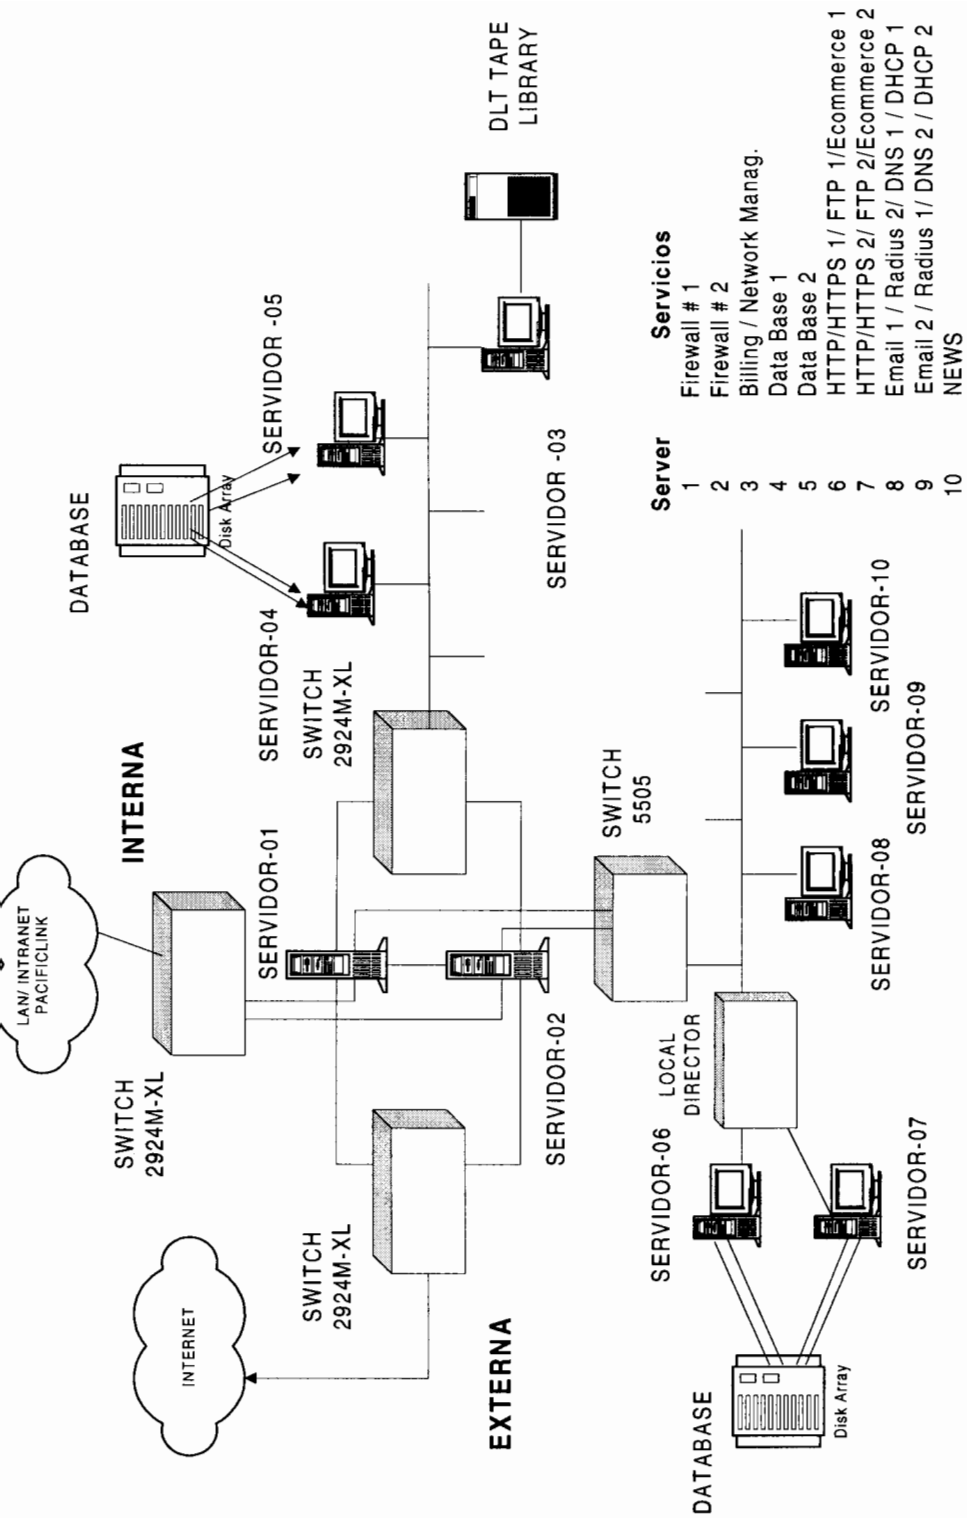 INTERNET
LAN/ INTRANET
PACIFICLINK
SWITCH
2924M-XL
INTERNA
DATABASE
Disk Array
SERVIDOR-04
SERVIDOR -05
SWITCH
2924M-XL
SERVIDOR-01
SWITCH
2924M-XL
EXTERNA
SERVIDOR-02
SERVIDOR -03
DLT TAPE
LIBRARY
SWITCH
5505
LOCAL
DIRECTOR
SERVIDOR-06
SERVIDOR-07
DATABASE
Disk Array
SERVIDOR-08
SERVIDOR-09
SERVIDOR-10
Server Servicios
1 Firewall # 1
2 Firewall # 2
3 Billing / Network Manag.
4 Data Base 1
5 Data Base 2
6 HTTP/HTTPS 1/ FTP 1/Ecommerce 1
7 HTTP/HTTPS 2/ FTP 2/Ecommerce 2
8 Email 1 / Radius 2/ DNS 1 / DHCP 1
9 Email 2 / Radius 1/ DNS 2 / DHCP 2
10 NEWS